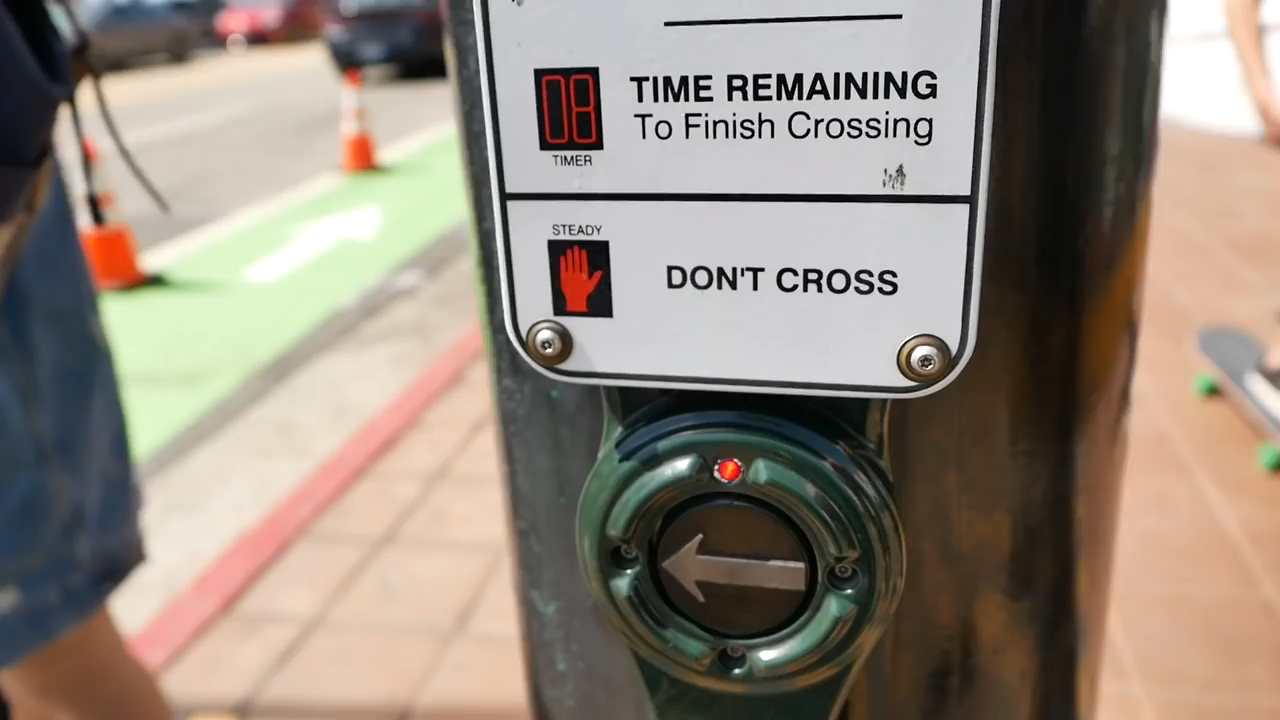 08
TIME REMAINING
To Finish Crossing
TIMER
STEADY
DON'T CROSS